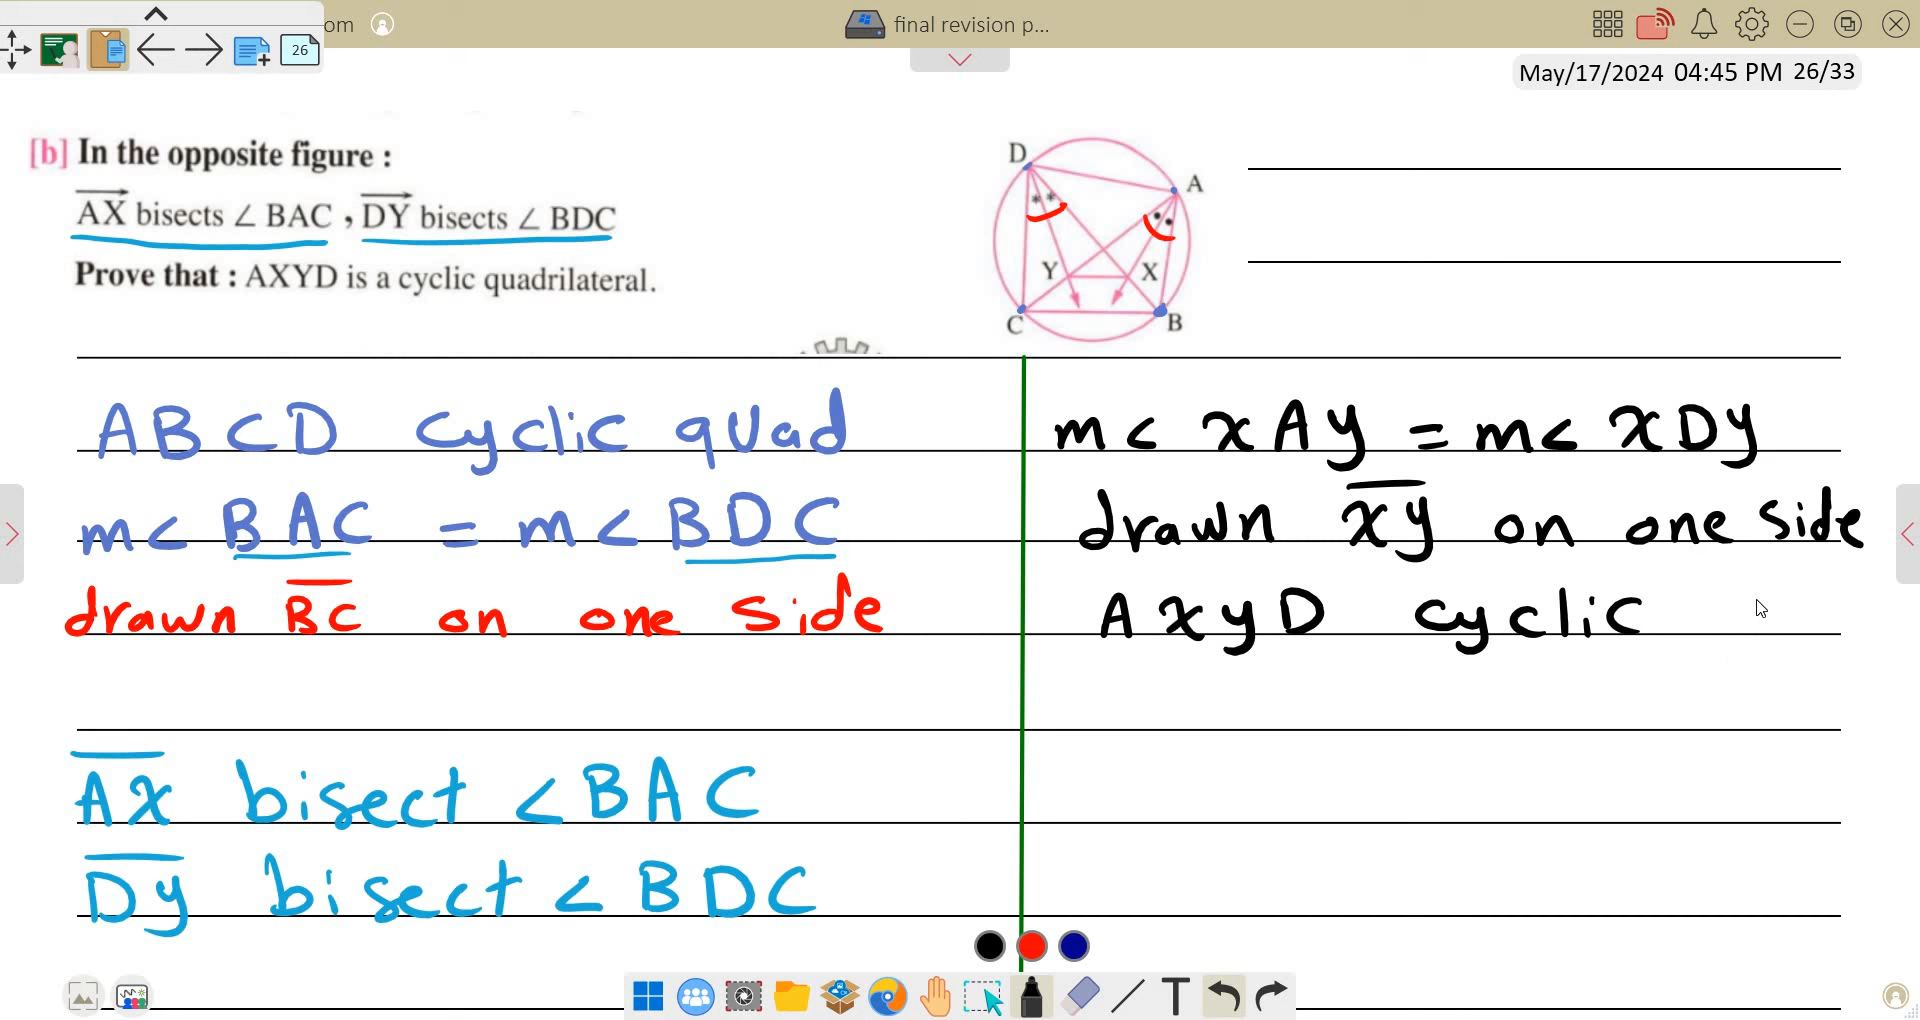 om
final revision p...
26
May/17/2024 04:45 PM 26/33
[b] In the opposite figure :
AX bisects ∠ BAC , DY bisects ∠ BDC
Prove that : AXYD is a cyclic quadrilateral.
D
A
Y
X
C
B
ABCD cyclic quad
m< BAC = m< BDC
drawn BC on one side
AX bisect <BAC
Dy bisect <BDC
m< xAy = m< xDy
drawn xy on one side
AxyD cyclic
T